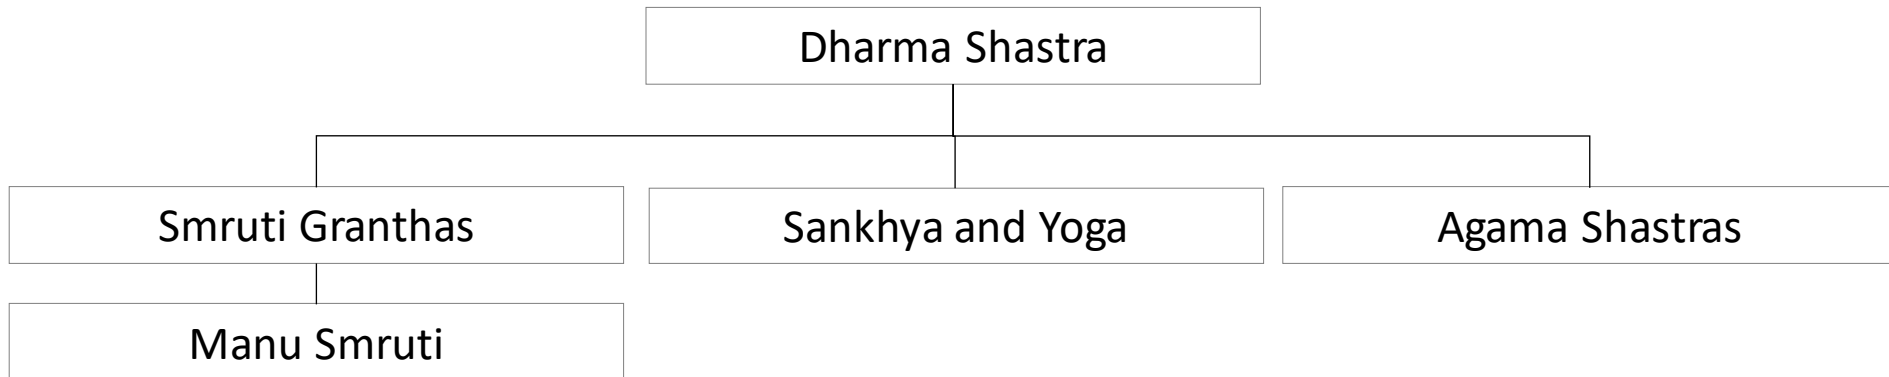 Dharma Shastra
Smruti Granthas
Sankhya and Yoga
Agama Shastras
Manu Smruti